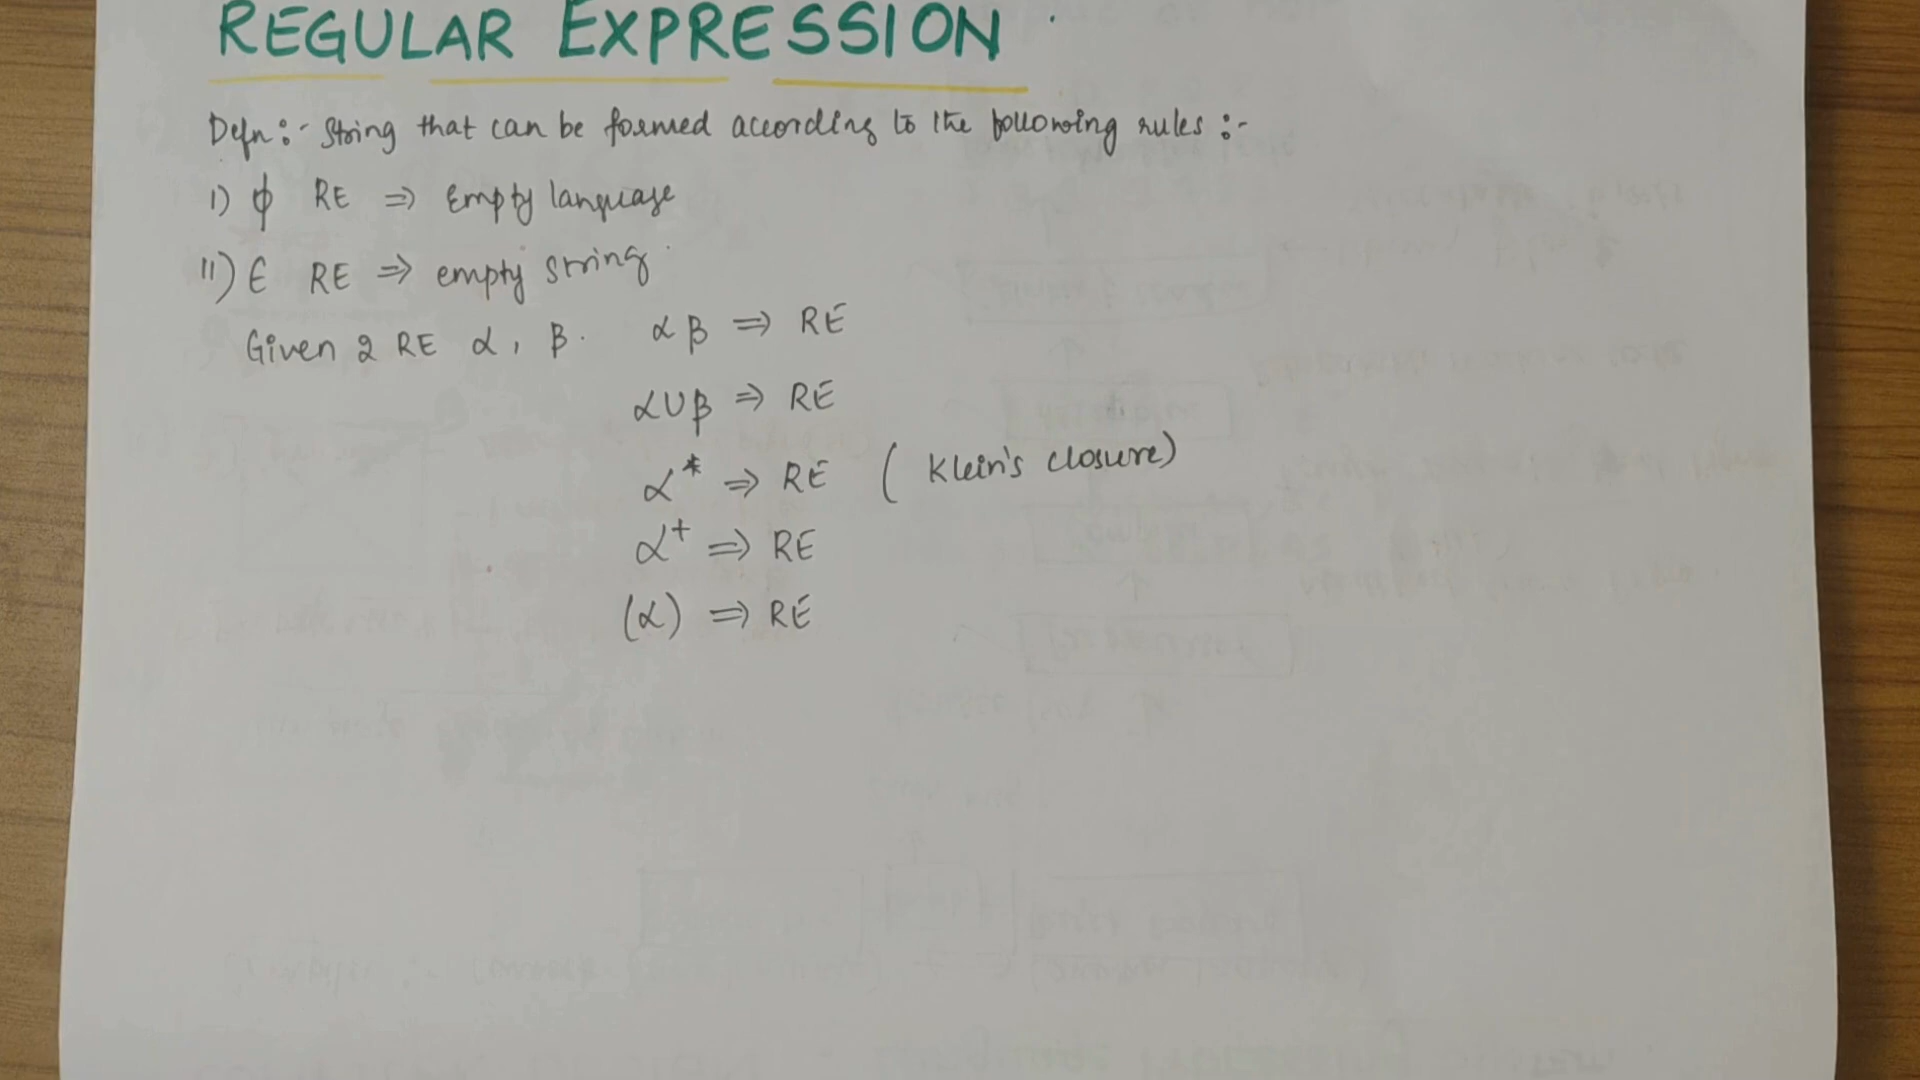 REGULAR EXPRESSION
Defn:- String that can be formed according to the following rules :-
i) ϕ RE ⇒ Empty language
ii) ∈ RE ⇒ empty string
Given 2 RE α, β. αβ ⇒ RE
α∪β ⇒ RE
α* ⇒ RE ( Klein's closure)
α+ ⇒ RE
(α) ⇒ RE